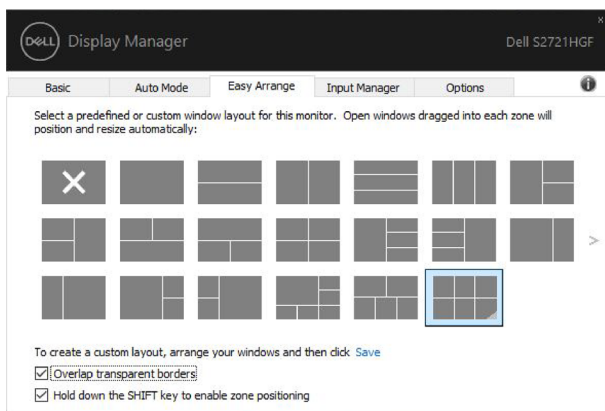 DELL Display Manager
Dell S2721HGF
Basic Auto Mode Easy Arrange Input Manager Options
Select a predefined or custom window layout for this monitor. Open windows dragged into each zone will
position and resize automatically:
To create a custom layout, arrange your windows and then click Save
Overlap transparent borders
Hold down the SHIFT key to enable zone positioning